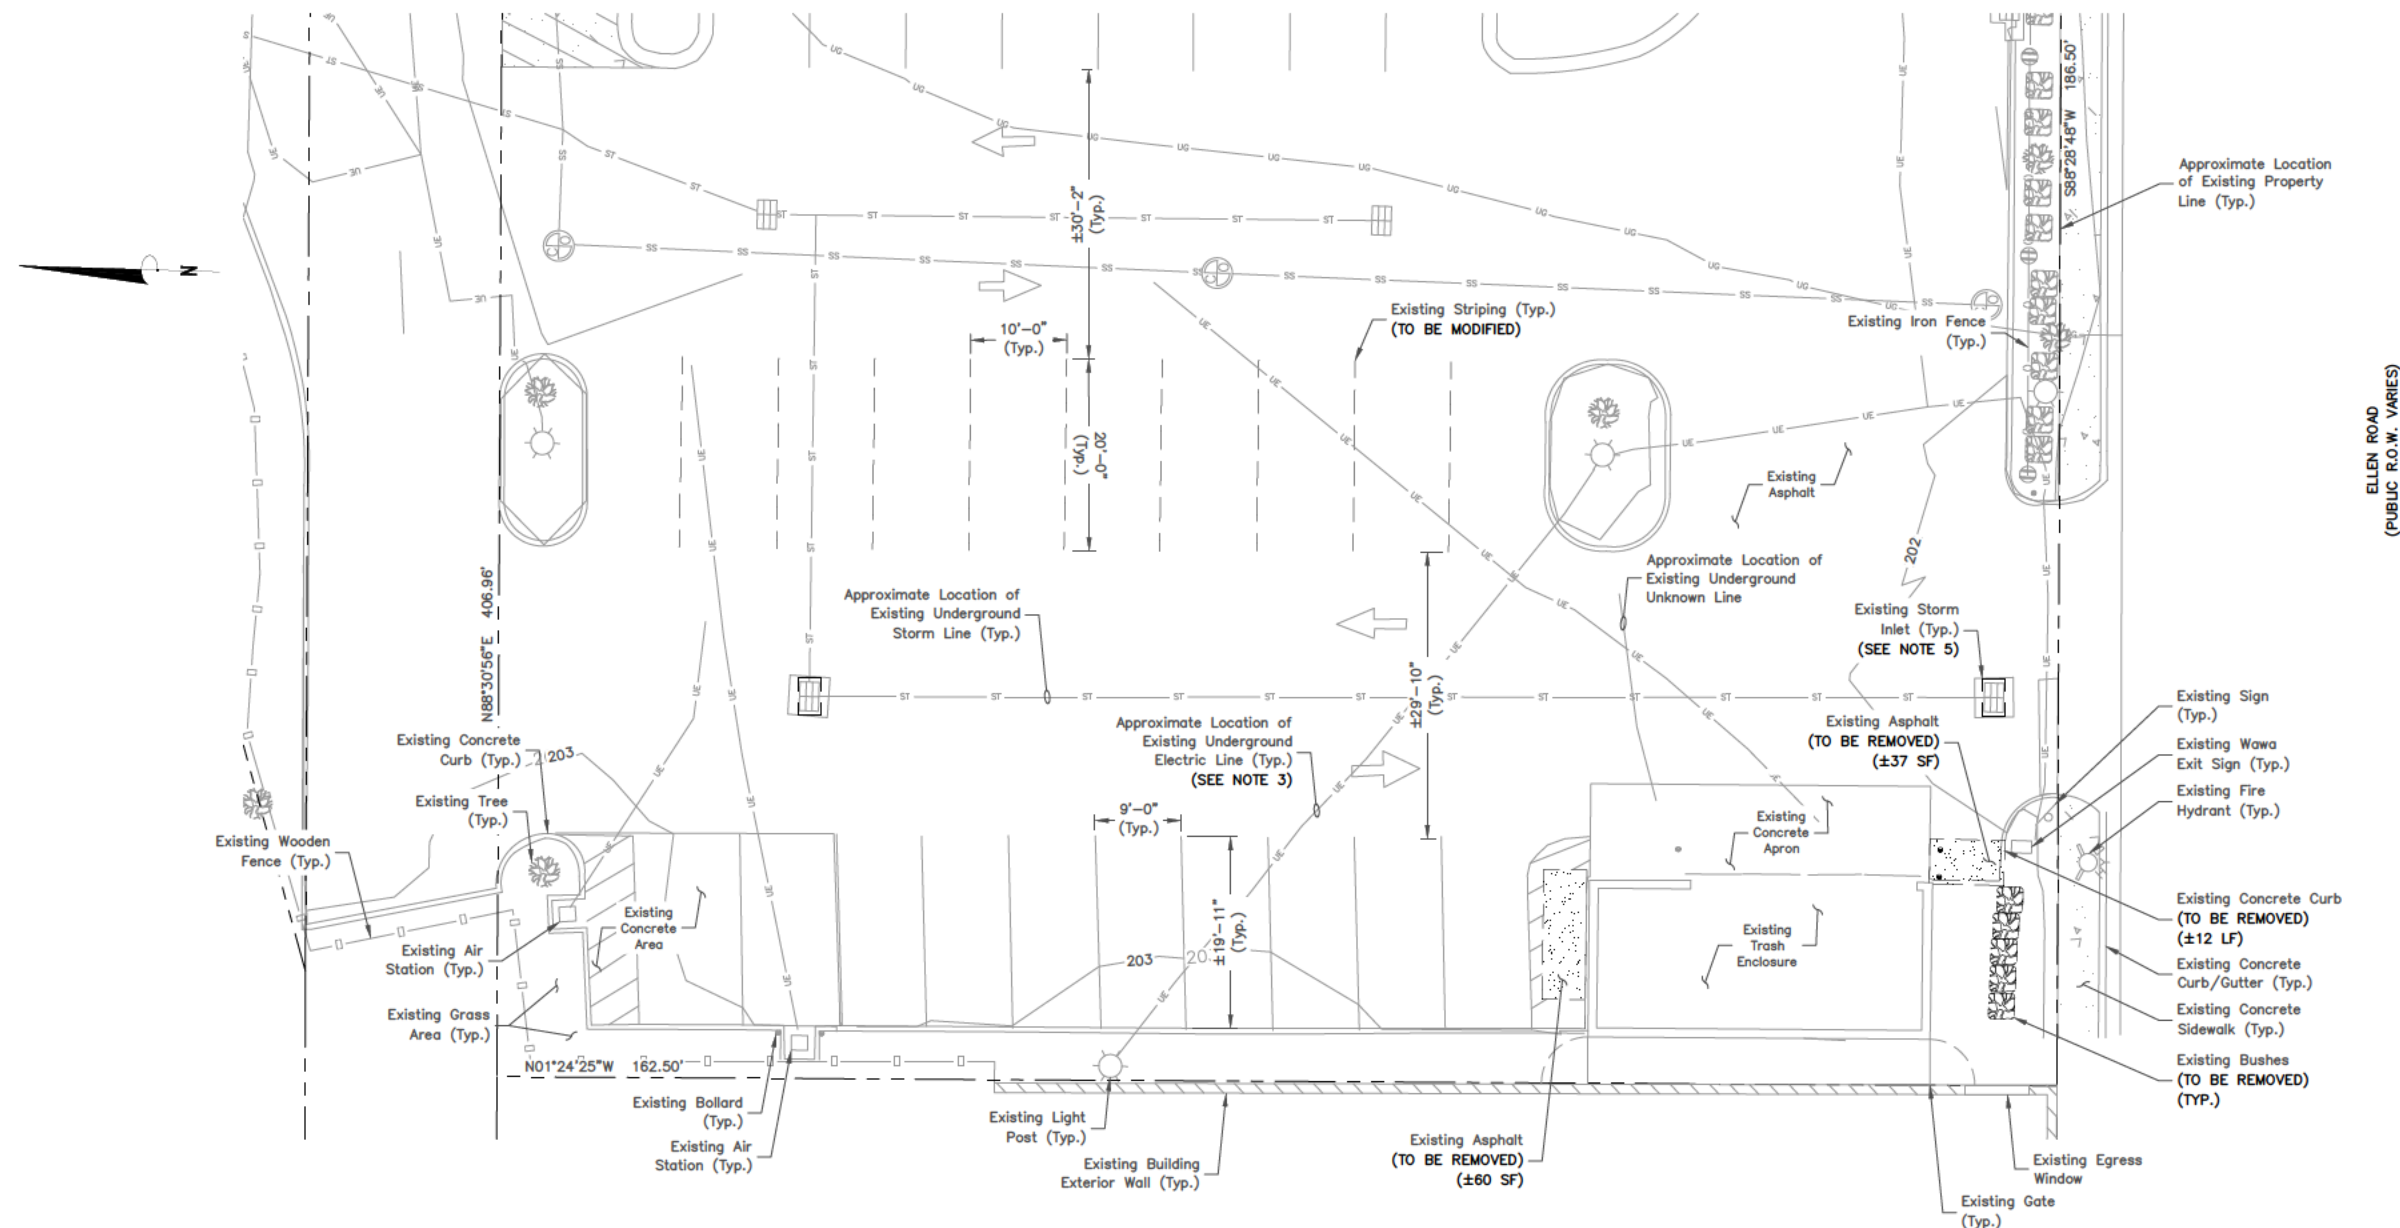 S88°28'48"W 186.50'
Approximate Location
of Existing Property
Line (Typ.)
±30'-2"
(Typ.)
N
Existing Striping (Typ.)
(TO BE MODIFIED)
10'-0"
(Typ.)
Existing Iron Fence
(Typ.)
ELLEN ROAD
(PUBLIC R.O.W. VARIES)
20'-0"
(Typ.)
Existing
Asphalt
202
N88°30'56"E 406.96'
Approximate Location of
Existing Underground
Storm Line (Typ.)
Approximate Location of
Existing Underground
Unknown Line
Existing Storm
Inlet (Typ.)
(SEE NOTE 5)
±29'-10"
(Typ.)
Existing Sign
(Typ.)
Existing Wawa
Exit Sign (Typ.)
Existing Fire
Hydrant (Typ.)
Existing Asphalt
(TO BE REMOVED)
(±37 SF)
Approximate Location of
Existing Underground
Electric Line (Typ.)
(SEE NOTE 3)
Existing Concrete
Curb (Typ.)
203
Existing Tree
(Typ.)
Existing Wooden
Fence (Typ.)
9'-0"
(Typ.)
Existing
Concrete
Apron
Existing
Concrete
Area
±19'-11"
(Typ.)
Existing
Trash
Enclosure
Existing Concrete Curb
(TO BE REMOVED)
(±12 LF)
Existing Air
Station (Typ.)
203
20
Existing Concrete
Curb/Gutter (Typ.)
Existing Grass
Area (Typ.)
Existing Concrete
Sidewalk (Typ.)
N01°24'25"W 162.50'
Existing Bushes
(TO BE REMOVED)
(TYP.)
Existing Bollard
(Typ.)
Existing Light
Post (Typ.)
Existing Air
Station (Typ.)
Existing Building
Exterior Wall (Typ.)
Existing Asphalt
(TO BE REMOVED)
(±60 SF)
Existing Egress
Window
Existing Gate
(Typ.)